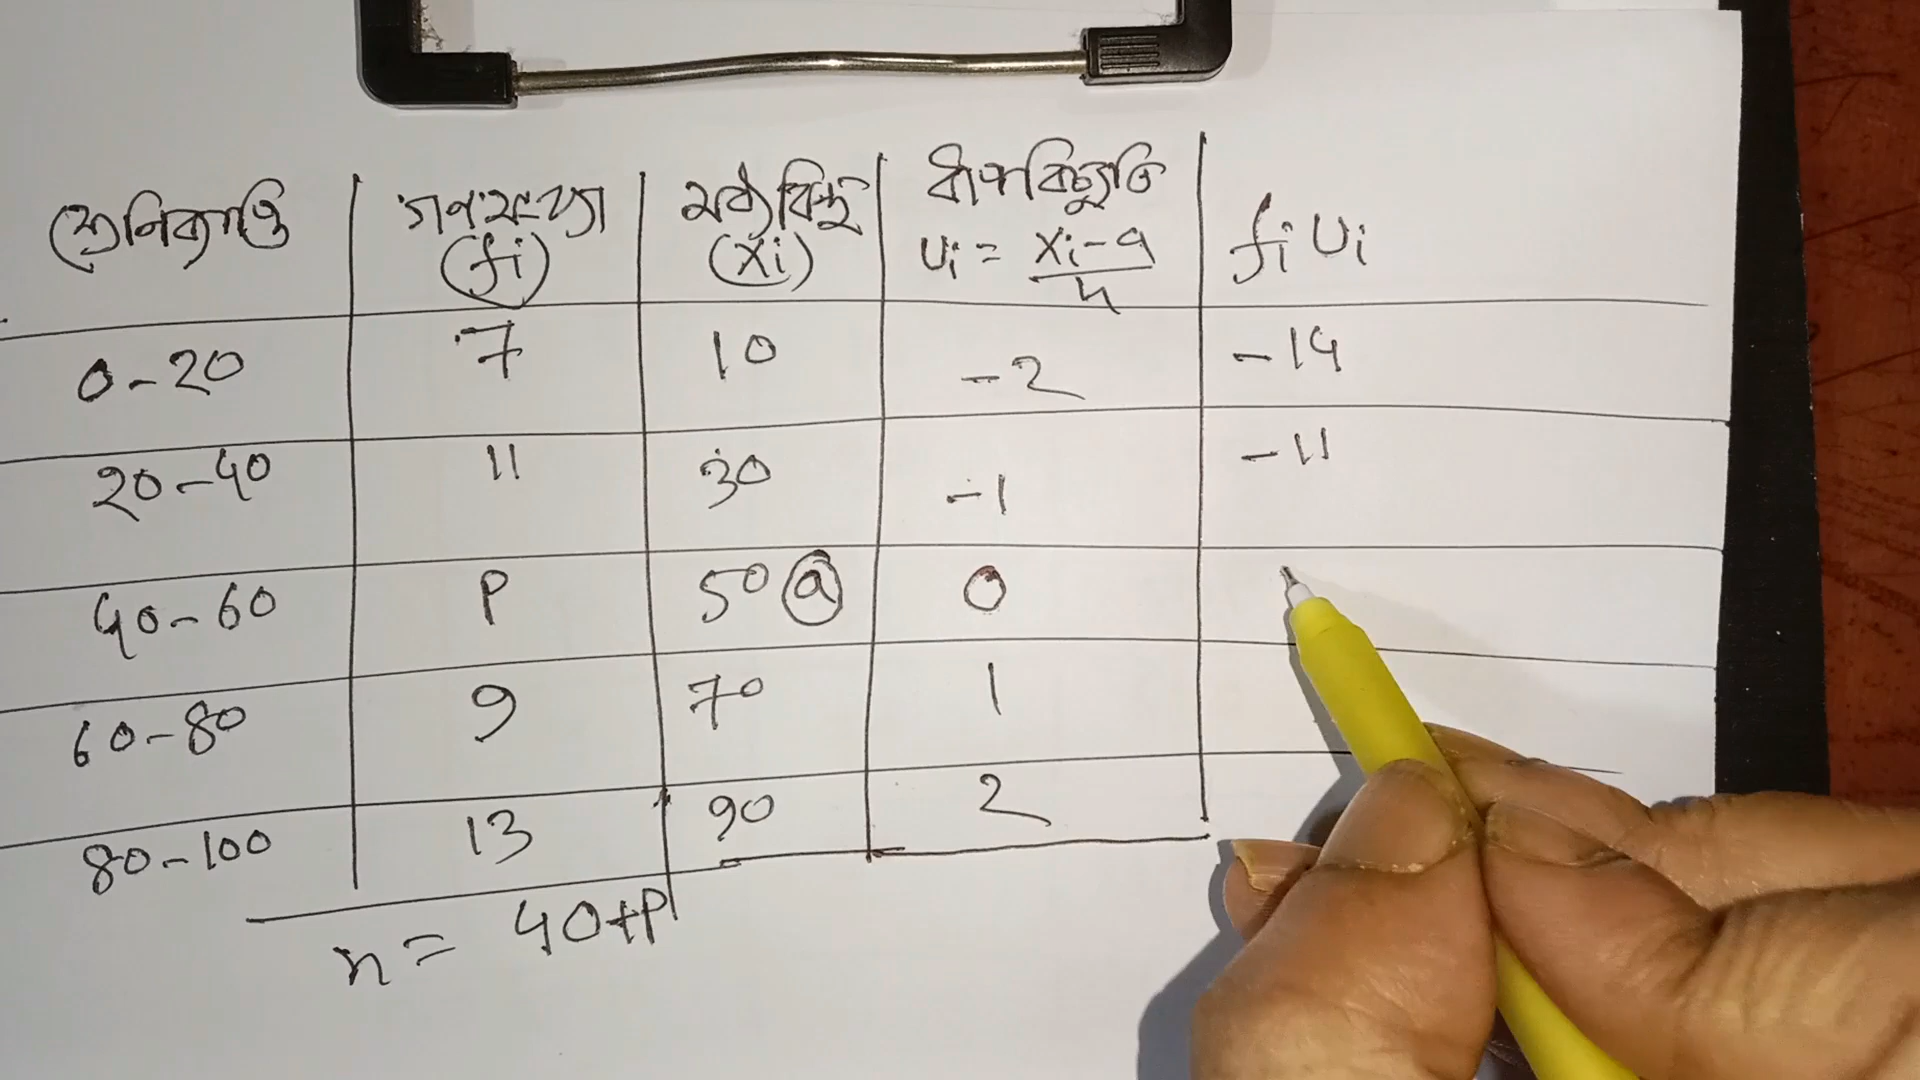 শ্রেনিব্যাপ্তি গনসংখ্যা (fi) মধ্যবিন্দু (xi) ধাপবিচ্যুতি ui = xi-a/h fi ui
0-20 7 10 -2 -14
20-40 11 30 -1 -11
40-60 P 50 a 0
60-80 9 70 1
80-100 13 90 2
n = 40+P